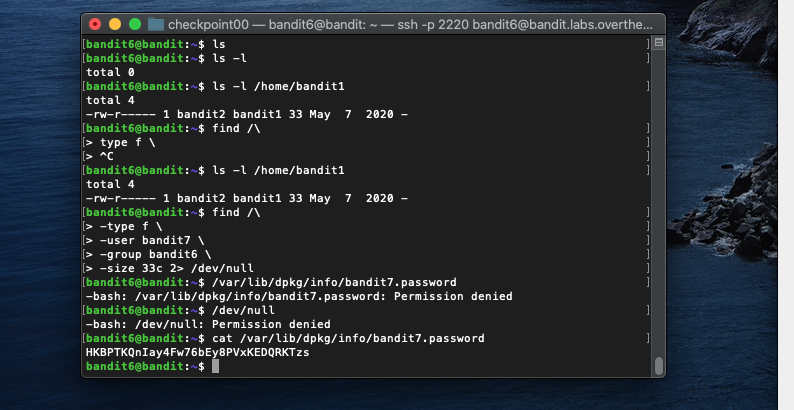 checkpoint00 — bandit6@bandit: ~ — ssh -p 2220 bandit6@bandit.labs.overthe...
[bandit6@bandit:~$ ls ]
[bandit6@bandit:~$ ls -l ]
total 0
[bandit6@bandit:~$ ls -l /home/bandit1 ]
total 4
-rw-r----- 1 bandit2 bandit1 33 May  7  2020 -
[bandit6@bandit:~$ find /\ ]
[> type f \ ]
[> ^C ]
[bandit6@bandit:~$ ls -l /home/bandit1 ]
total 4
-rw-r----- 1 bandit2 bandit1 33 May  7  2020 -
[bandit6@bandit:~$ find /\ ]
[> -type f \ ]
[> -user bandit7 \ ]
[> -group bandit6 \ ]
[> -size 33c 2> /dev/null ]
[bandit6@bandit:~$ /var/lib/dpkg/info/bandit7.password ]
-bash: /var/lib/dpkg/info/bandit7.password: Permission denied
[bandit6@bandit:~$ /dev/null ]
-bash: /dev/null: Permission denied
[bandit6@bandit:~$ cat /var/lib/dpkg/info/bandit7.password ]
HKBPTKQnIay4Fw76bEy8PVxKEDQRKTzs
bandit6@bandit:~$